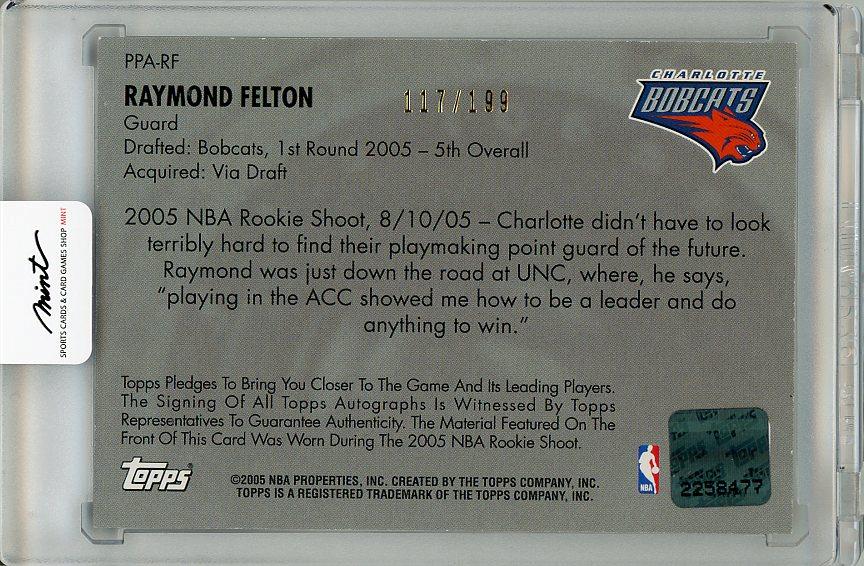 PPA-RF
RAYMOND FELTON
117/199
CHARLOTTE
BOBCATS
Guard
Drafted: Bobcats, 1st Round 2005 – 5th Overall
Acquired: Via Draft
2005 NBA Rookie Shoot, 8/10/05 – Charlotte didn't have to look
terribly hard to find their playmaking point guard of the future.
Raymond was just down the road at UNC, where, he says,
"playing in the ACC showed me how to be a leader and do
anything to win."
mint
SPORTS CARDS & CARD GAMES SHOP MINT
Topps Pledges To Bring You Closer To The Game And Its Leading Players.
The Signing Of All Topps Autographs Is Witnessed By Topps
Representatives To Guarantee Authenticity. The Material Featured On The
Front Of This Card Was Worn During The 2005 NBA Rookie Shoot.
topps
©2005 NBA PROPERTIES, INC. CREATED BY THE TOPPS COMPANY, INC.
TOPPS IS A REGISTERED TRADEMARK OF THE TOPPS COMPANY, INC.
NBA
2258477